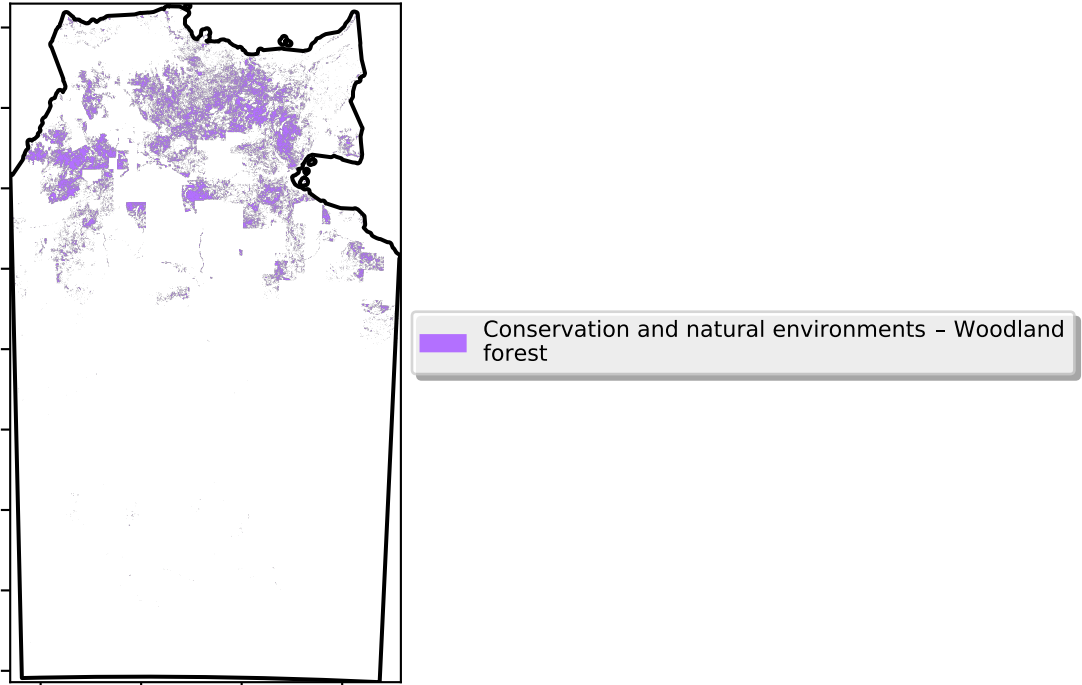 Conservation and natural environments – Woodland
forest